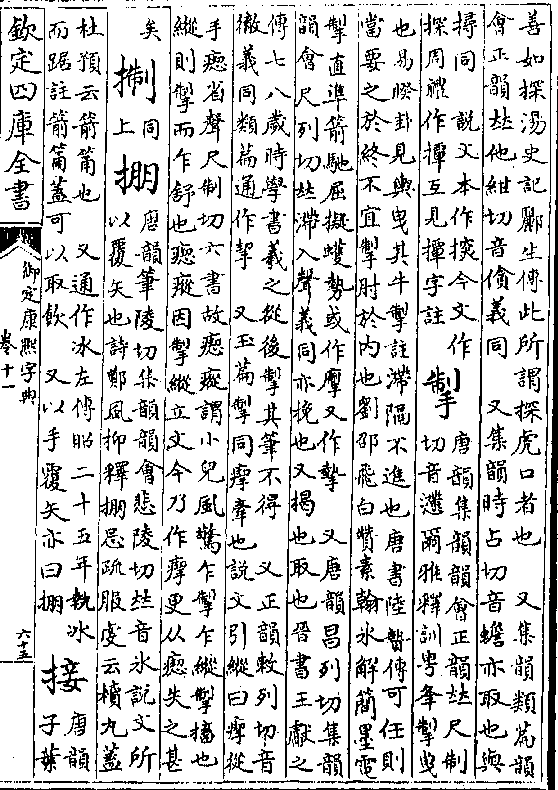 善如探湯史記酈生傳此所謂探虎口者也　又集韻類篇韻
會正韻𠀤他紺切音僋義同　又集韻時占切音蟾亦取也與
撏同　說文本作撢今文作
探周禮作撢互見撢字註
掣
唐韻集韻韻會正韻𠀤尺制
切音瀱爾雅釋訓甹夆掣曳
也易睽卦見輿曳其牛掣註滯隔不進也唐書陸贄傳可任則
當要之於終不宜掣肘於內也劉邵飛白贊素翰冰解簡墨電
掣直準箭馳屈擬蠖勢或作又作　又唐韻昌列切集韻
韻會尺列切𠀤滯入聲義同亦挽也又揭也取也晉書王獻之
傳七八歲時學書羲之從後掣其筆不得　又正韻敕列切音
徹義同類篇通作挈　又玉篇掣同牽也說文引縱曰從
手瘛省聲尺制切六書故瘛瘲謂小兒風驚乍掣乍縱掣搐也
縱則掣而乍舒也瘛瘲因掣縱立文今乃作更从瘛失之甚
矣
同上
掤
唐韻筆陵切集韻韻會悲陵切𠀤音冰說文所
以覆矢也詩鄭風抑釋掤忌疏服虔云櫝丸蓋
杜預云箭筩也　又通作冰左傳昭二十五年執冰
而踞註箭筩蓋可以取飲　又以手覆矢亦曰掤
接
唐韻
子葉
欽定四庫全書
御定康熙字典
卷十一
六十五